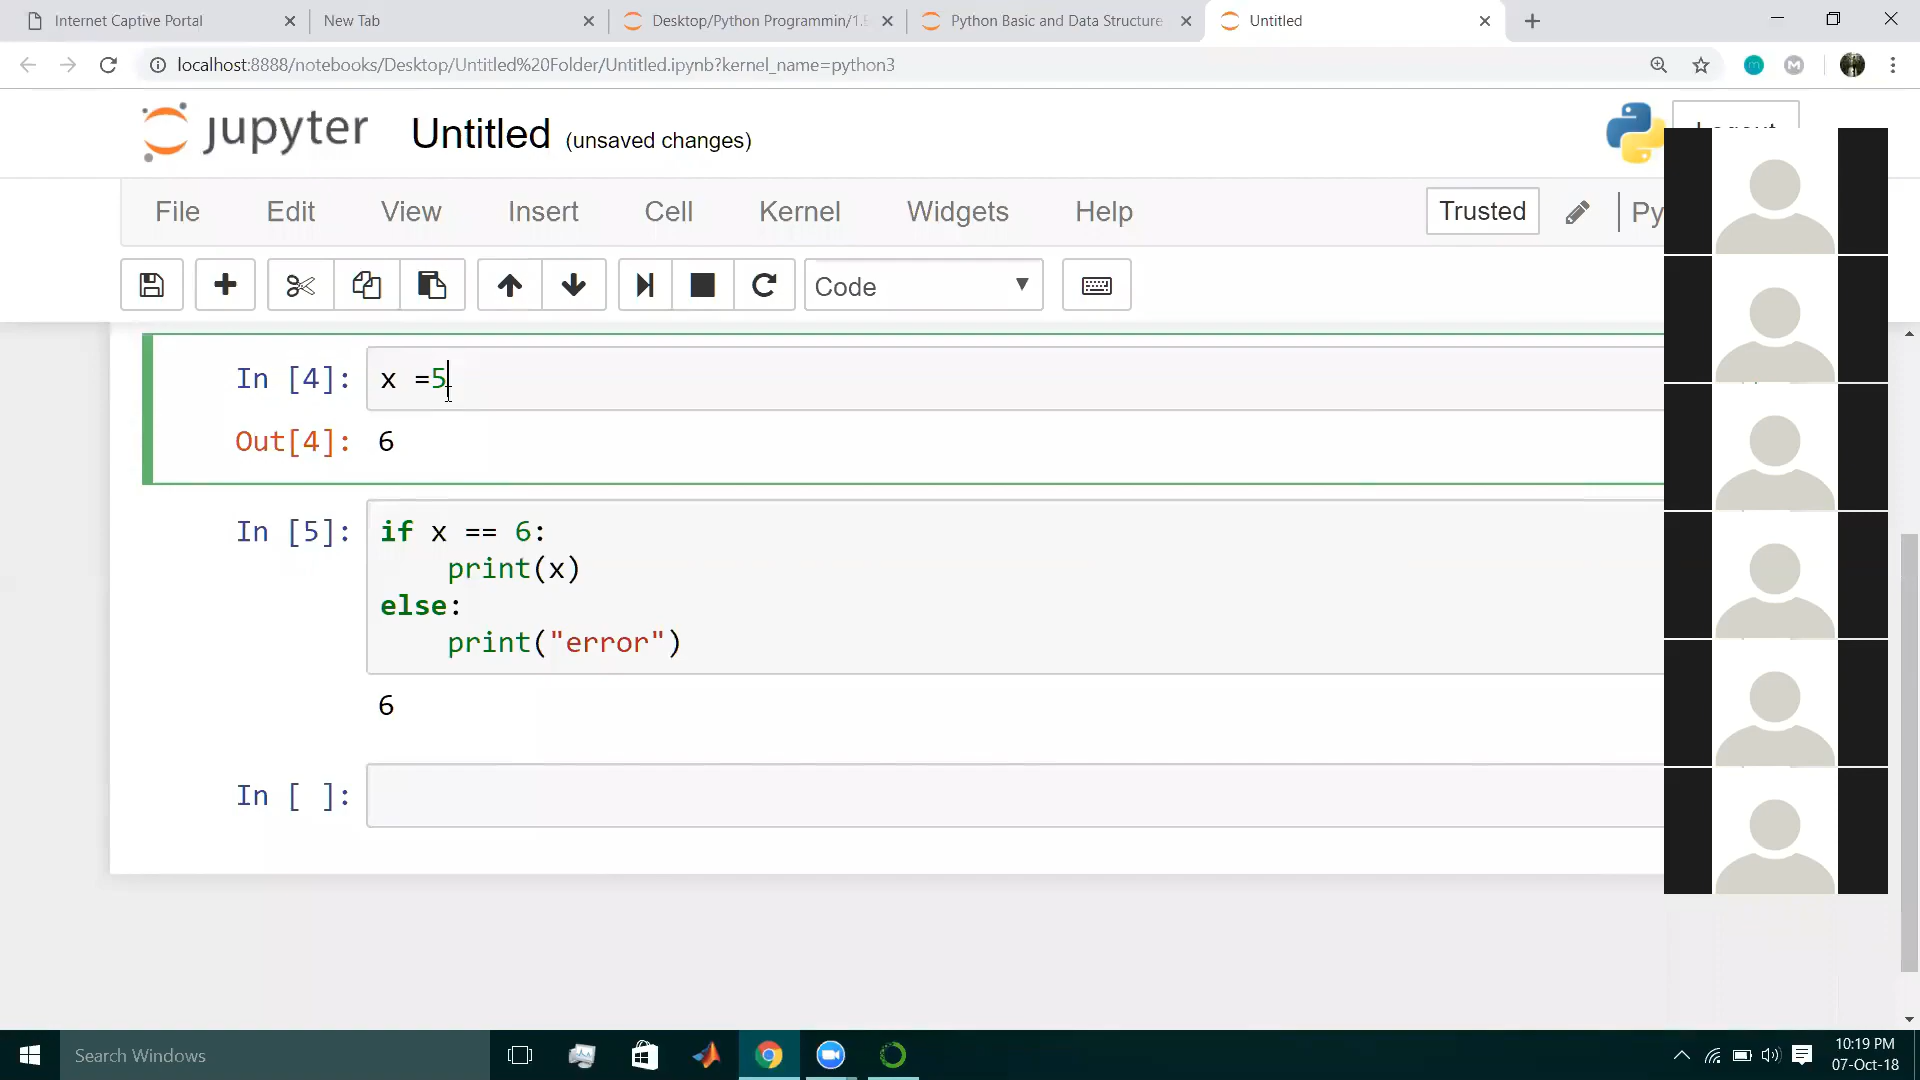 Internet Captive Portal
New Tab
Desktop/Python Programmin/1.
Python Basic and Data Structure
Untitled
localhost:8888/notebooks/Desktop/Untitled%20Folder/Untitled.ipynb?kernel_name=python3
jupyter Untitled (unsaved changes)
File Edit View Insert Cell Kernel Widgets Help Trusted Py
Code
In [4]: x =5
Out[4]: 6
In [5]: if x == 6:
print(x)
else:
print("error")
6
In [ ]:
Search Windows
10:19 PM
07-Oct-18